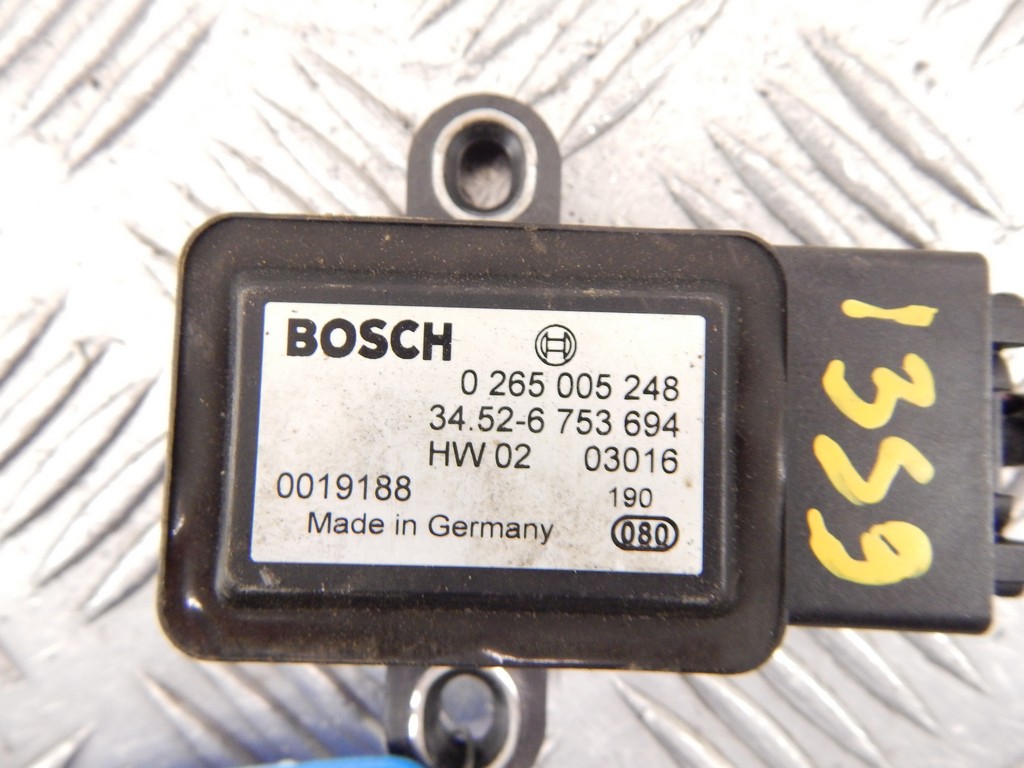 BOSCH
0 265 005 248
34.52-6 753 694
HW 02 03016
0019188 190
Made in Germany 080
1359